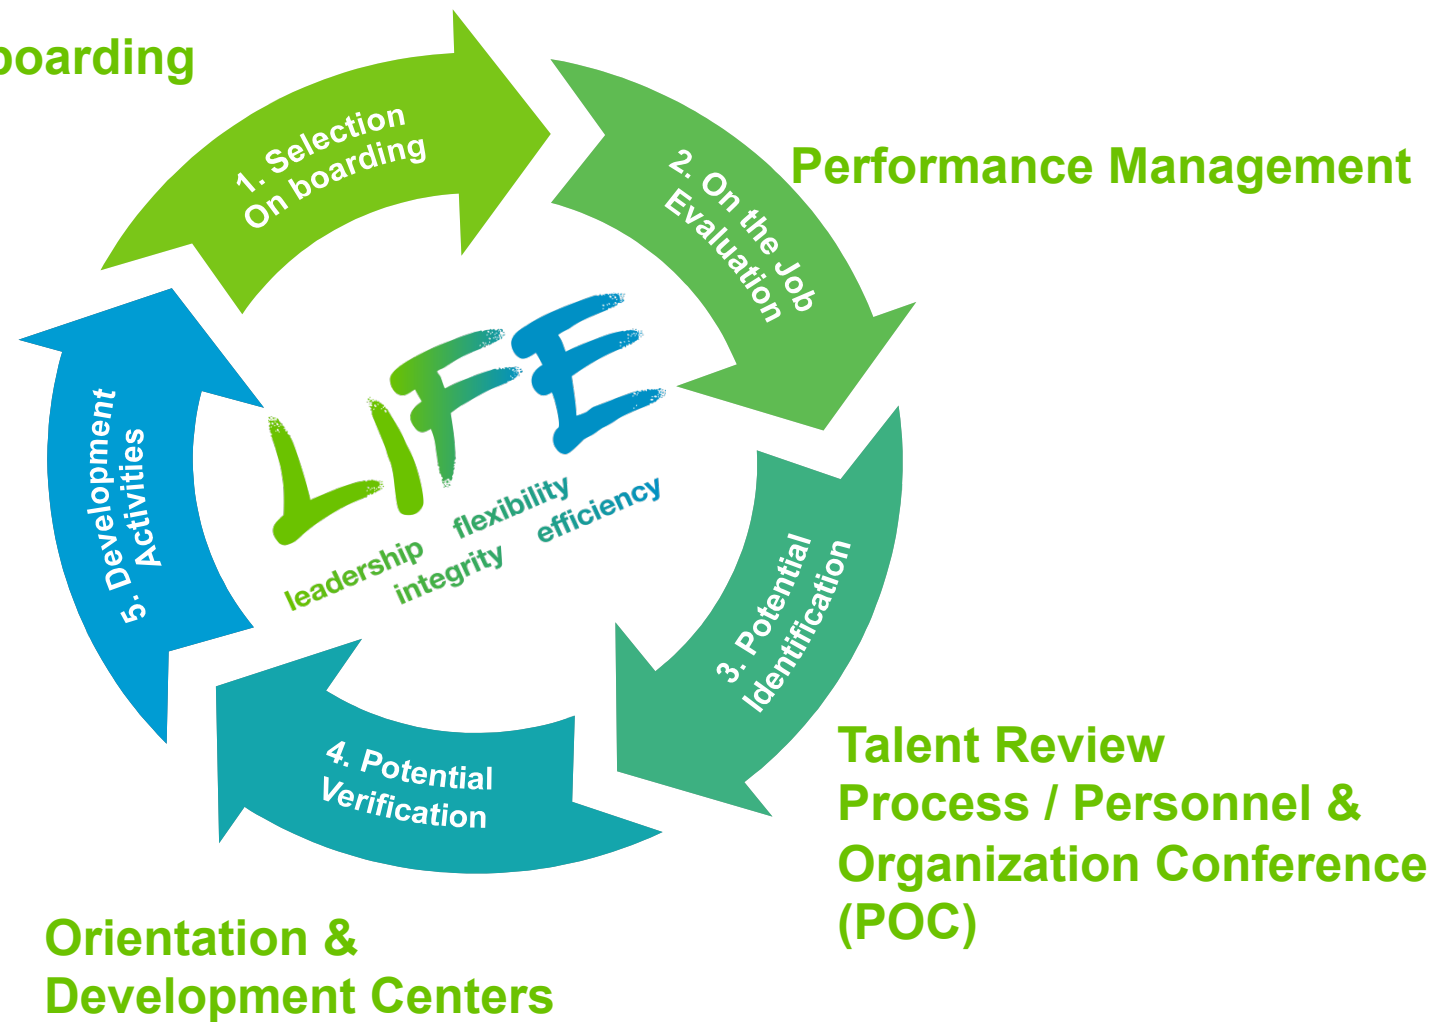 boarding
1. Selection
On boarding
Performance Management
2. On the Job
Evaluation
3. Potential
Identification
Talent Review
Process / Personnel &
Organization Conference
(POC)
4. Potential
Verification
Orientation &
Development Centers
5. Development
Activities
LIFE
leadership
flexibility
integrity
efficiency